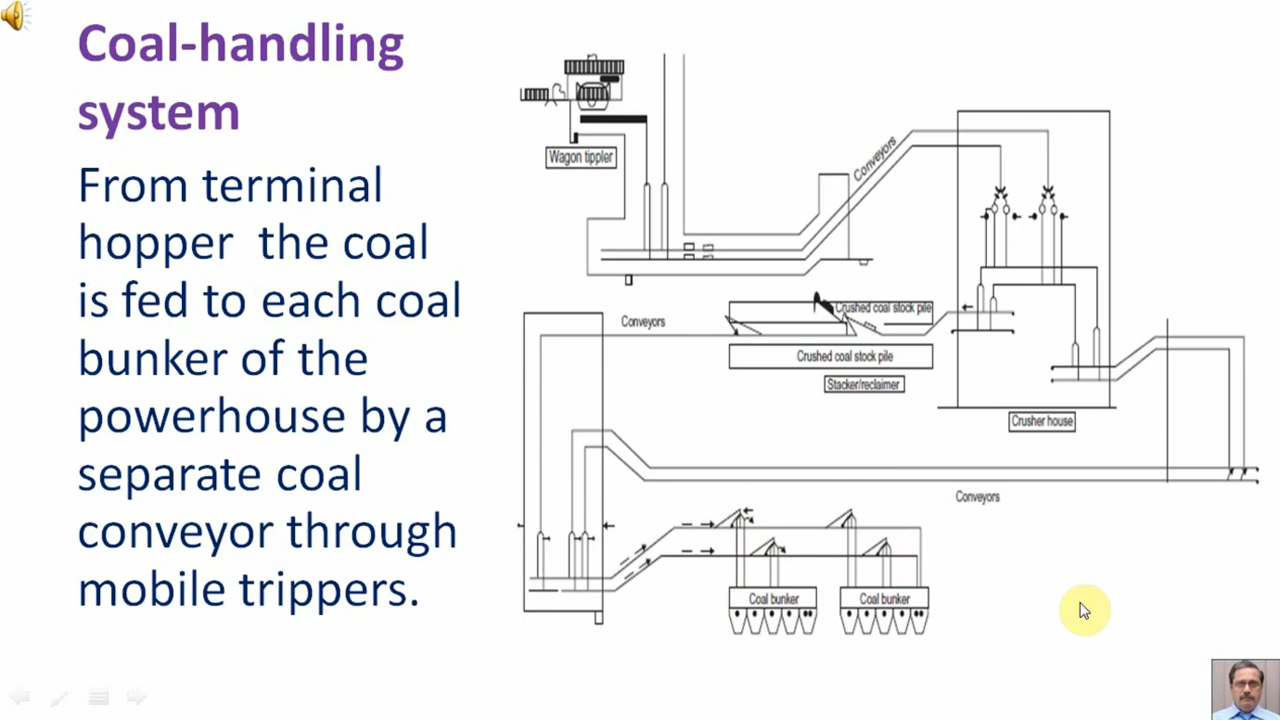 Coal-handling
system
From terminal
hopper the coal
is fed to each coal
bunker of the
powerhouse by a
separate coal
conveyor through
mobile trippers.
Wagon tippler
Conveyors
Crushed coal stock pile
Conveyors
Crushed coal stock pile
Stacker/reclaimer
Crusher house
Conveyors
Coal bunker
Coal bunker